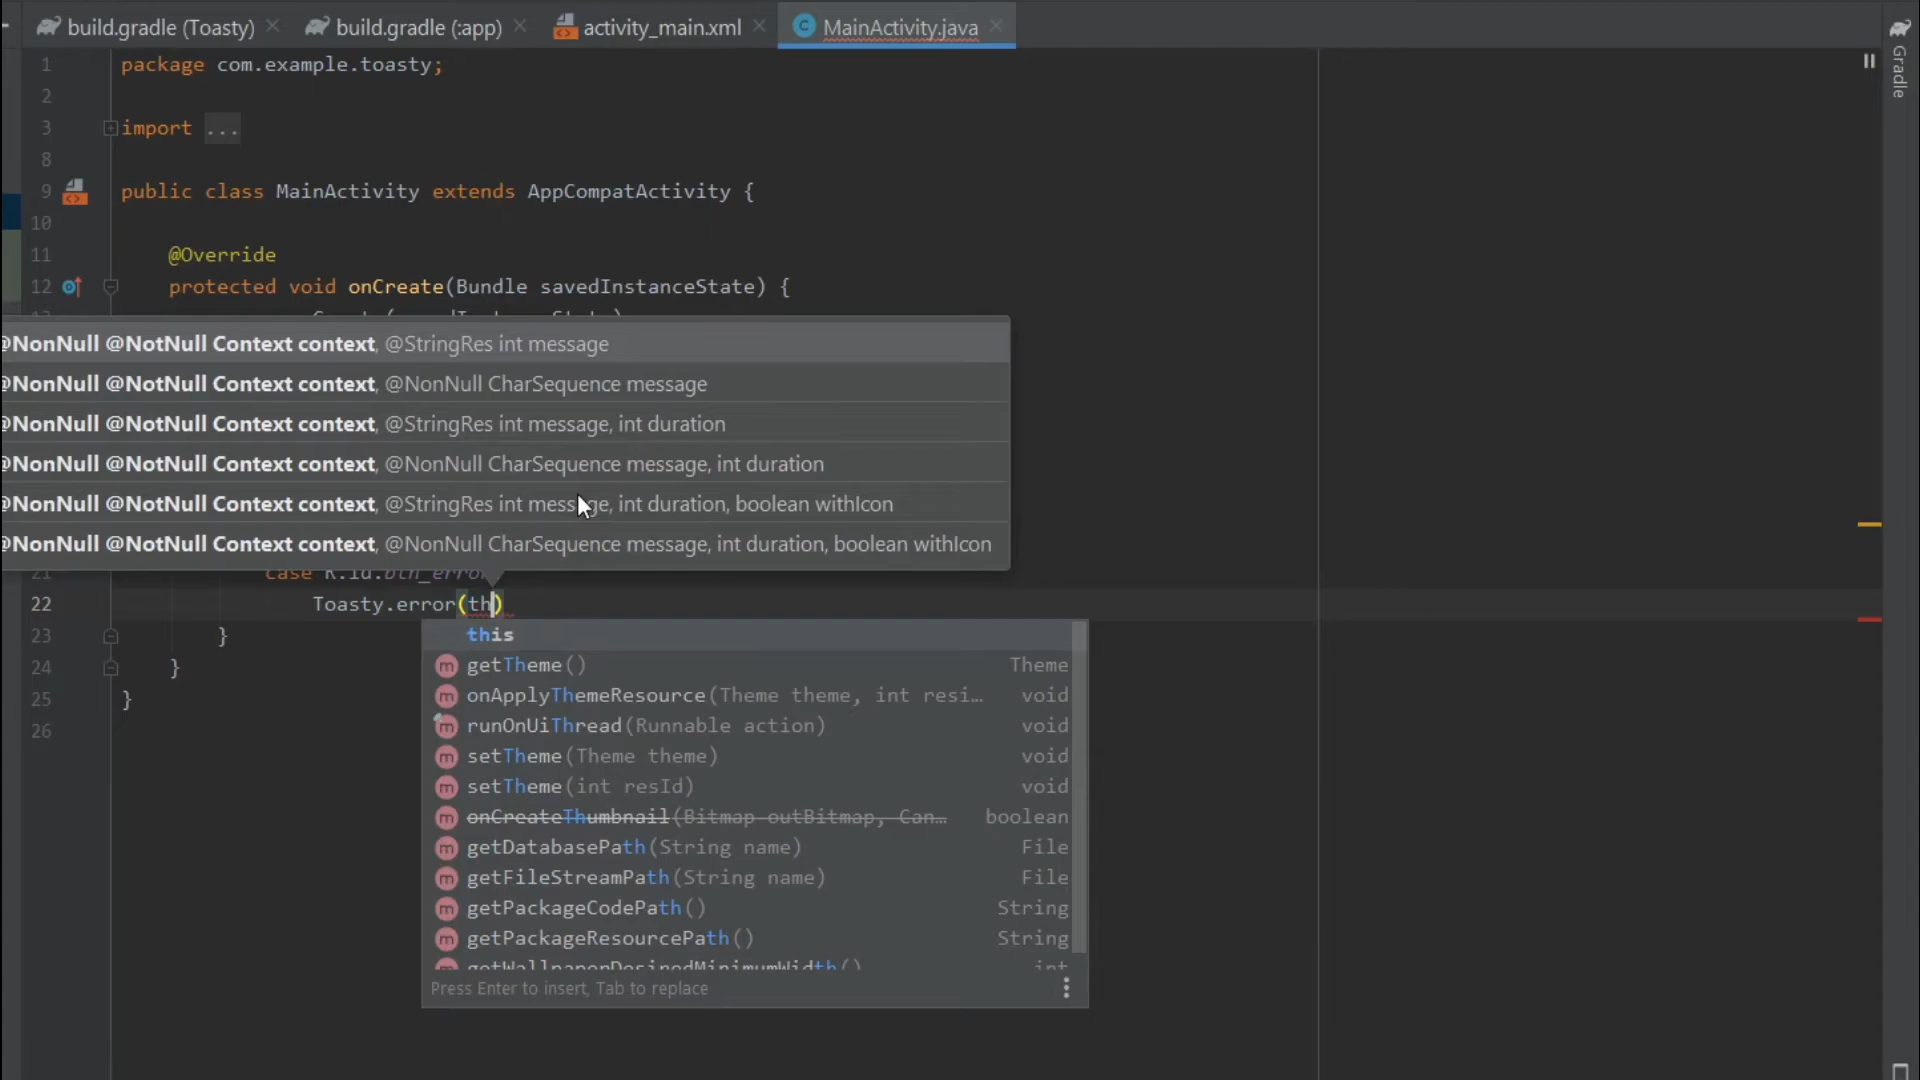 build.gradle (Toasty)
build.gradle (:app)
activity_main.xml
MainActivity.java
Gradle
1 package com.example.toasty;
2
3 import ...
8
9 public class MainActivity extends AppCompatActivity {
10
11 @Override
12 protected void onCreate(Bundle savedInstanceState) {
@NonNull @NotNull Context context, @StringRes int message
@NonNull @NotNull Context context, @NonNull CharSequence message
@NonNull @NotNull Context context, @StringRes int message, int duration
@NonNull @NotNull Context context, @NonNull CharSequence message, int duration
@NonNull @NotNull Context context, @StringRes int message, int duration, boolean withIcon
@NonNull @NotNull Context context, @NonNull CharSequence message, int duration, boolean withIcon
21 case R.id.btn_error
22 Toasty.error(th)
23 }
24 }
25 }
26
this
getTheme() Theme
onApplyThemeResource(Theme theme, int resi… void
runOnUiThread(Runnable action) void
setTheme(Theme theme) void
setTheme(int resId) void
onCreateThumbnail(Bitmap outBitmap, Can… boolean
getDatabasePath(String name) File
getFileStreamPath(String name) File
getPackageCodePath() String
getPackageResourcePath() String
getWallpaperDesiredMinimumWidth() int
Press Enter to insert, Tab to replace